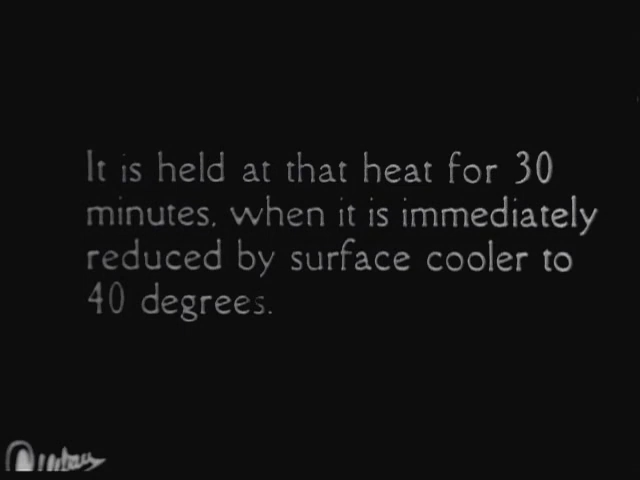 It is held at that heat for 30
minutes, when it is immediately
reduced by surface cooler to
40 degrees.